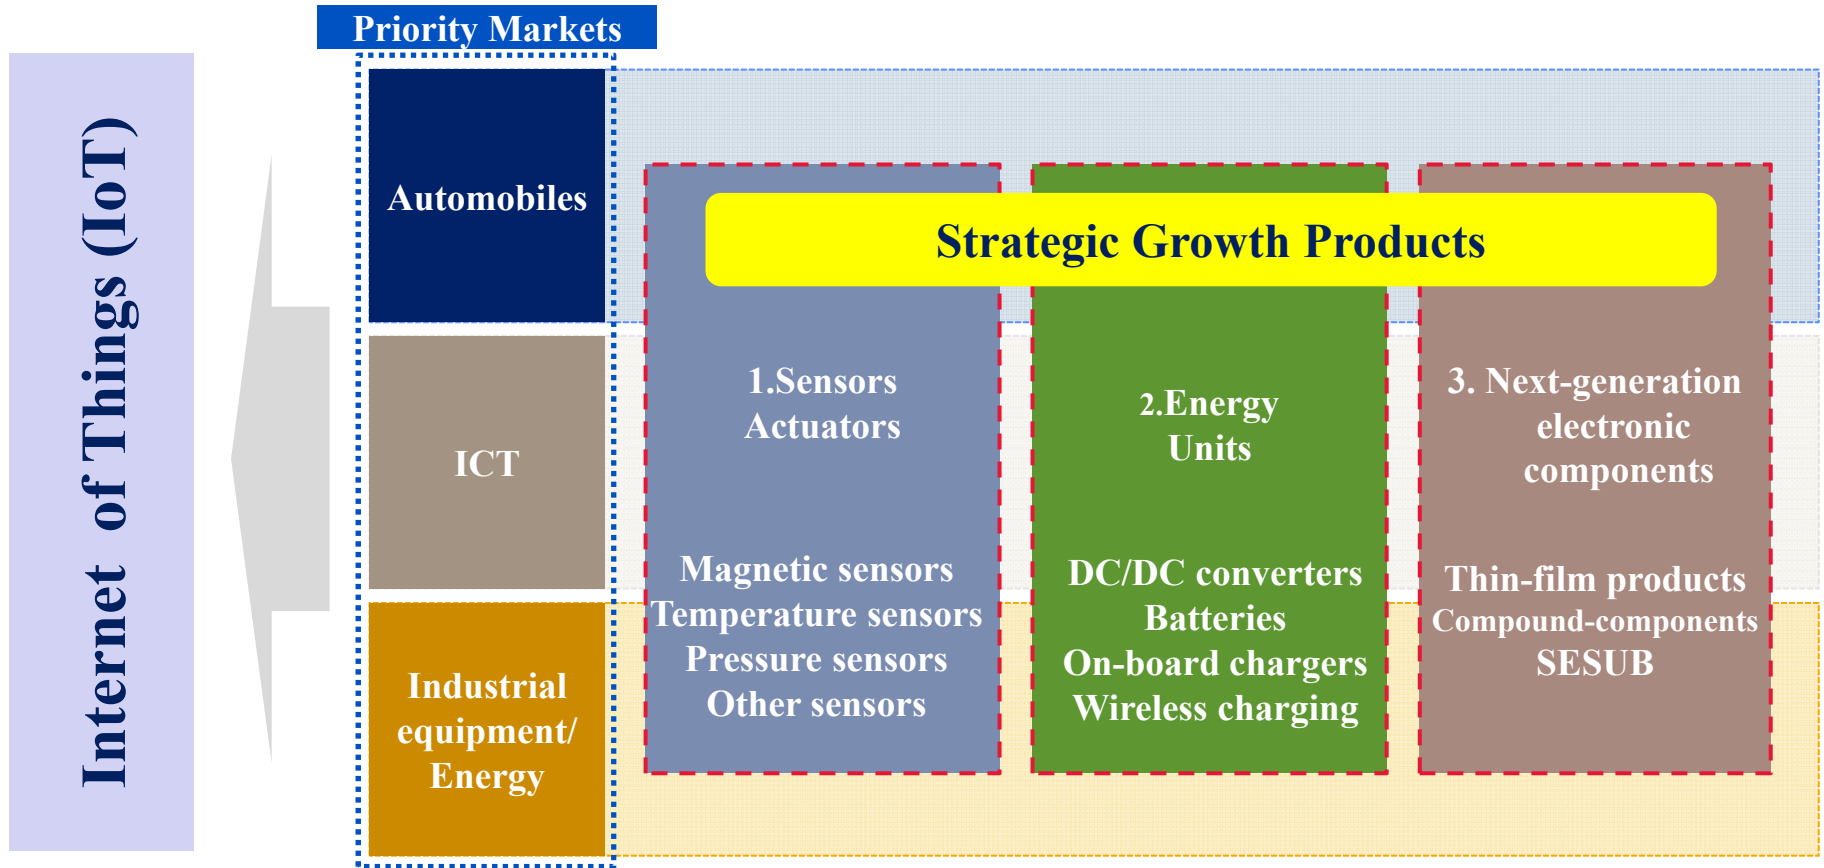 Priority Markets
Internet of Things (IoT)
Automobiles
ICT
Industrial
equipment/
Energy
Strategic Growth Products
1.Sensors
Actuators
Magnetic sensors
Temperature sensors
Pressure sensors
Other sensors
2.Energy
Units
DC/DC converters
Batteries
On-board chargers
Wireless charging
3. Next-generation
electronic
components
Thin-film products
Compound-components
SESUB